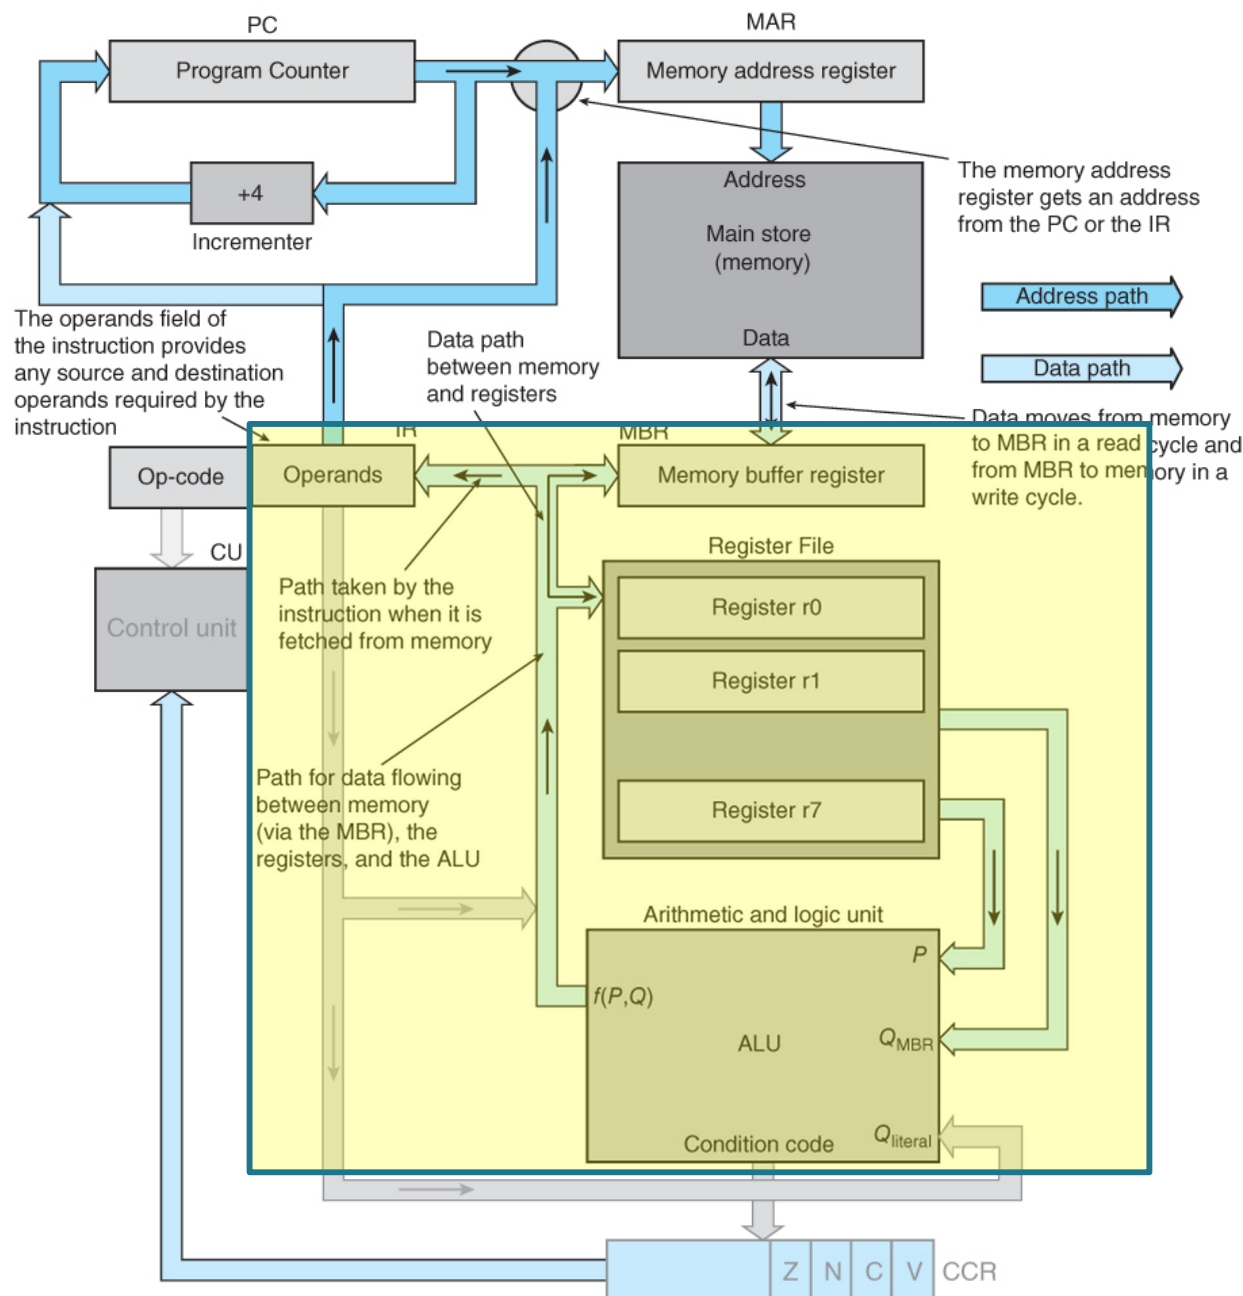 PC
MAR
Program Counter
Memory address register
+4
Incrementer
The memory address
register gets an address
from the PC or the IR
Address
Main store
(memory)
Data
Address path
Data path
The operands field of
the instruction provides
any source and destination
operands required by the
instruction
Data path
between memory
and registers
Data moves from memory
to MBR in a read cycle and
from MBR to memory in a
write cycle.
IR
MBR
Op-code
Operands
Memory buffer register
CU
Control unit
Register File
Path taken by the
instruction when it is
fetched from memory
Register r0
Register r1
Register r7
Path for data flowing
between memory
(via the MBR), the
registers, and the ALU
Arithmetic and logic unit
P
f(P,Q)
ALU
QMBR
Qliteral
Condition code
Z N C V CCR